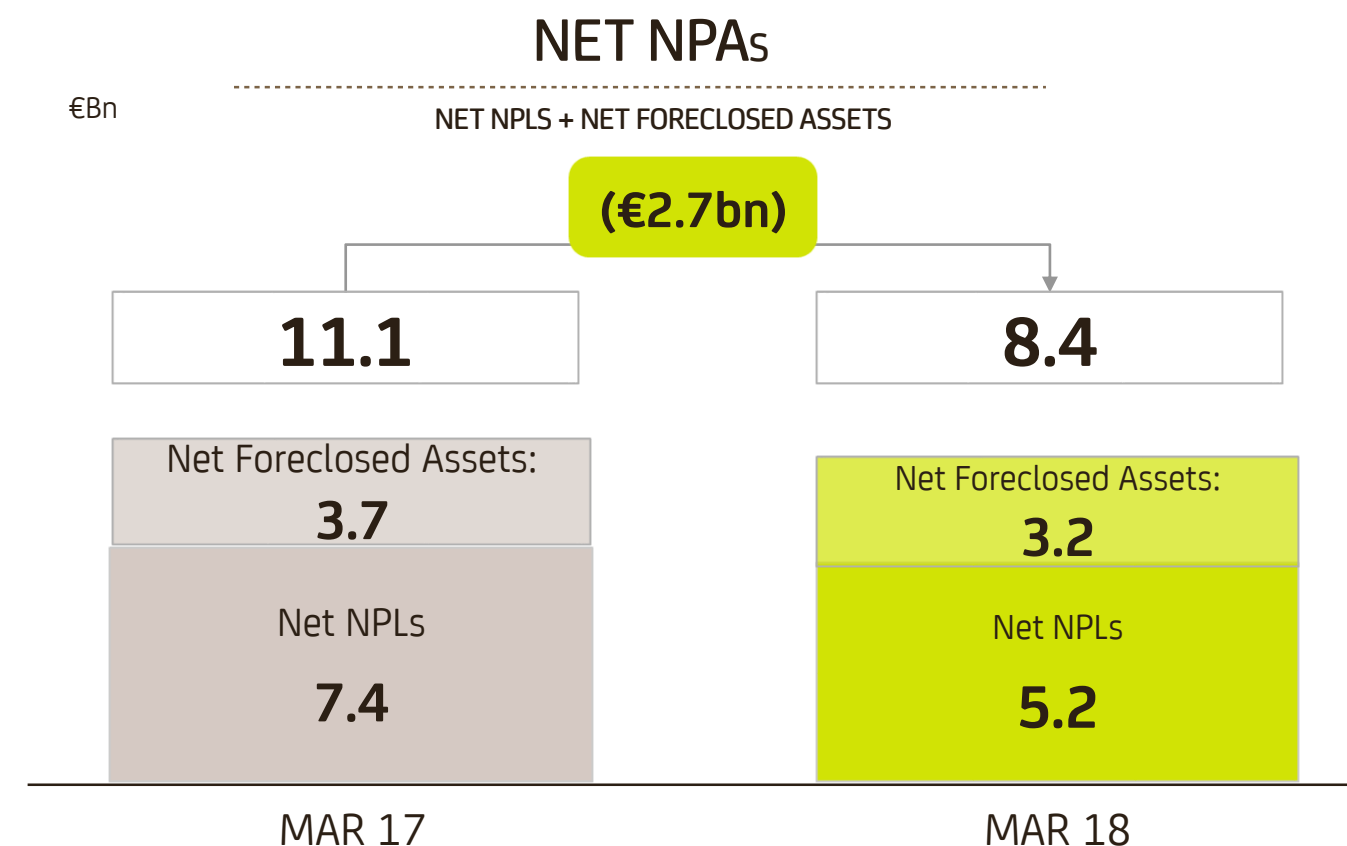 NET NPAs
€Bn
NET NPLS + NET FORECLOSED ASSETS
(€2.7bn)
11.1
8.4
Net Foreclosed Assets:
3.7
Net NPLs
7.4
Net Foreclosed Assets:
3.2
Net NPLs
5.2
MAR 17
MAR 18